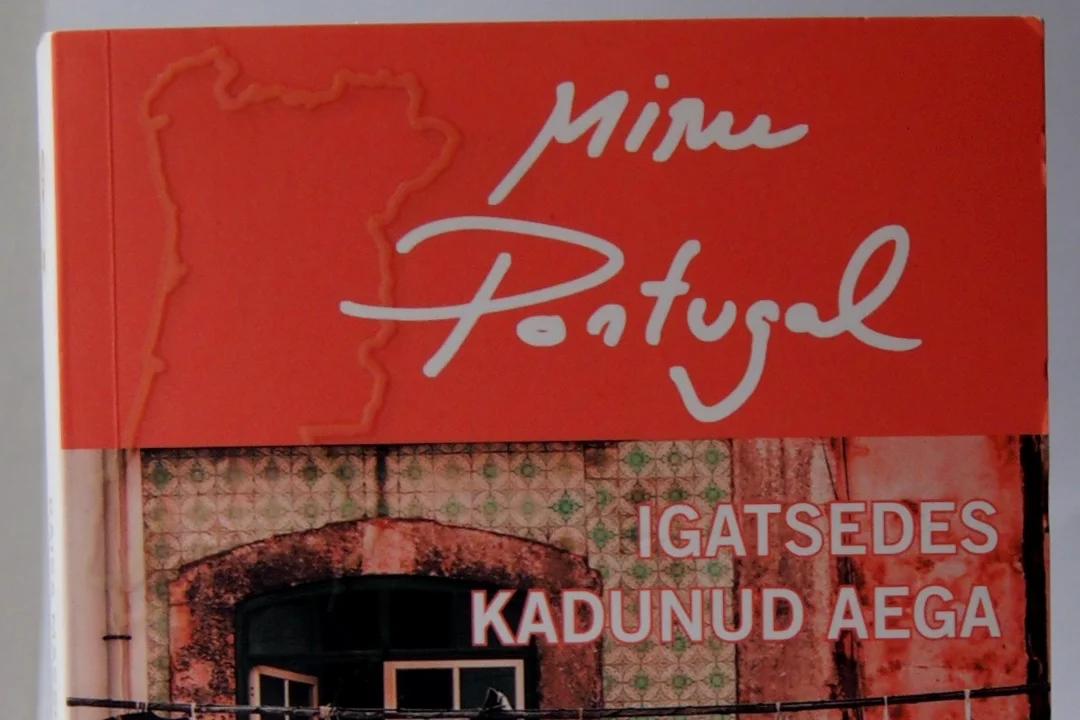 Minu
Portugal
IGATSEDES
KADUNUD AEGA